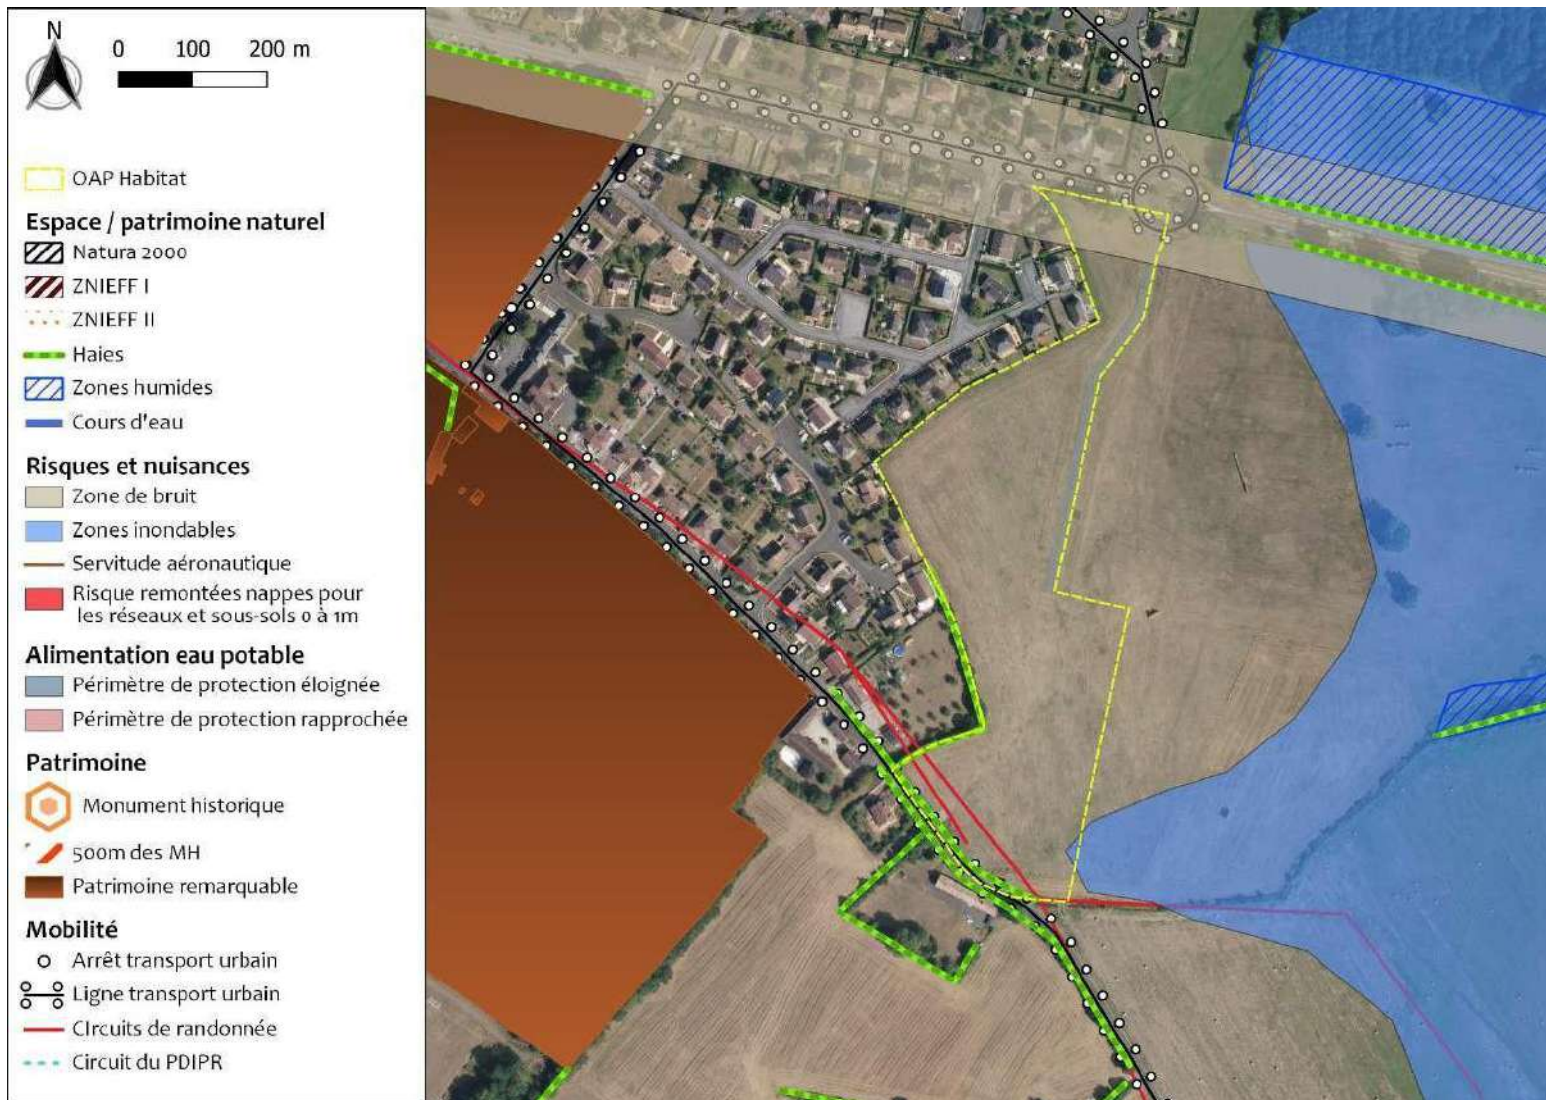 N
0 100 200 m
OAP Habitat
Espace / patrimoine naturel
Natura 2000
ZNIEFF I
ZNIEFF II
Haies
Zones humides
Cours d'eau
Risques et nuisances
Zone de bruit
Zones inondables
Servitude aéronautique
Risque remontées nappes pour
les réseaux et sous-sols 0 à 1m
Alimentation eau potable
Périmètre de protection éloignée
Périmètre de protection rapprochée
Patrimoine
Monument historique
500m des MH
Patrimoine remarquable
Mobilité
Arrêt transport urbain
Ligne transport urbain
CIrcuits de randonnée
Circuit du PDIPR